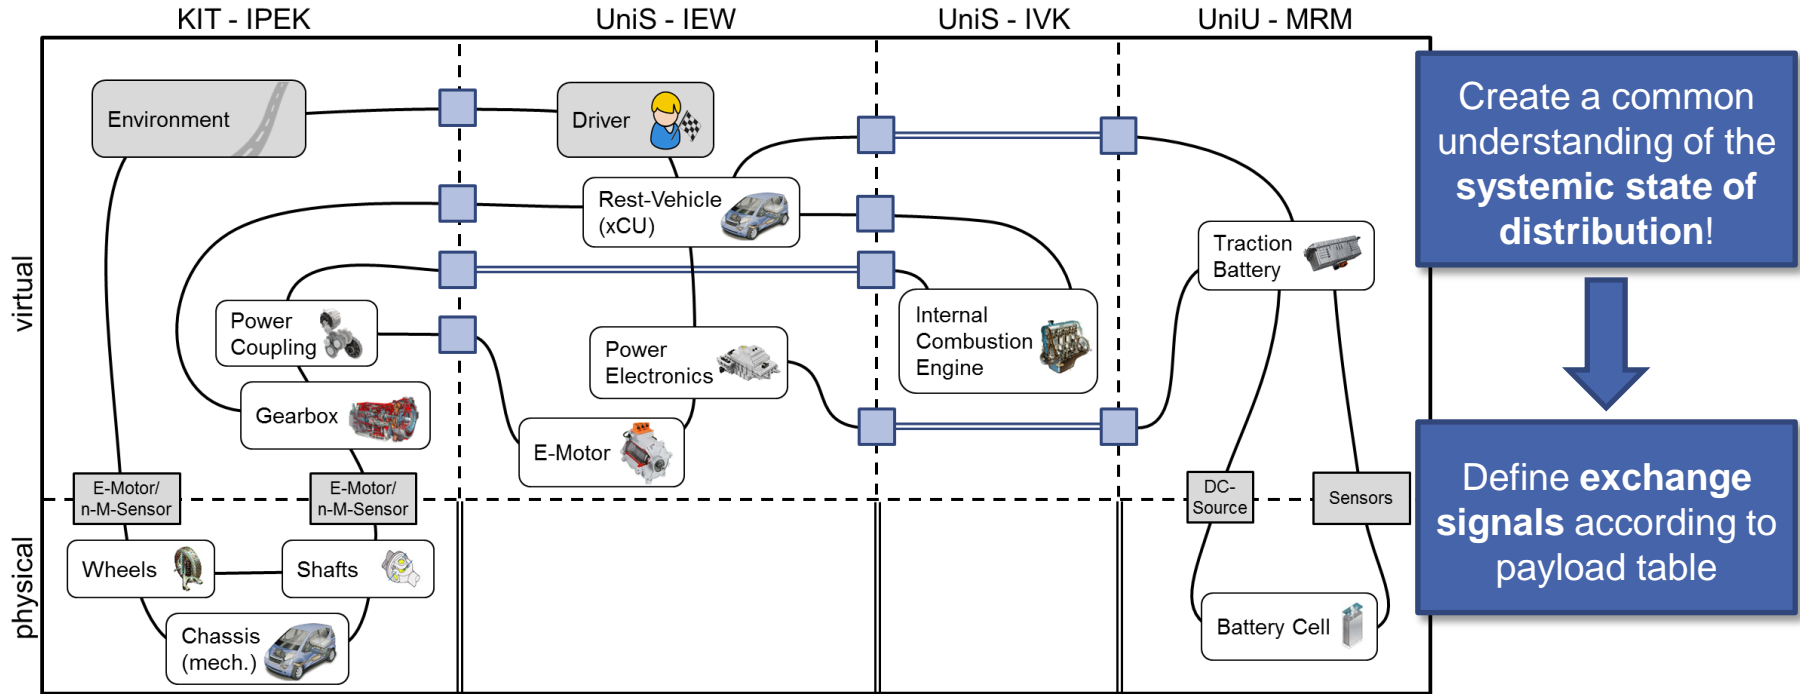 KIT - IPEK
UniS - IEW
UniS - IVK
UniU - MRM
virtual
physical
Environment
Driver
Rest-Vehicle
(xCU)
Traction
Battery
Power
Coupling
Power
Electronics
Internal
Combustion
Engine
Gearbox
E-Motor
E-Motor/
n-M-Sensor
E-Motor/
n-M-Sensor
DC-
Source
Sensors
Wheels
Shafts
Chassis
(mech.)
Battery Cell
Create a common
understanding of the
systemic state of
distribution!
Define exchange
signals according to
payload table